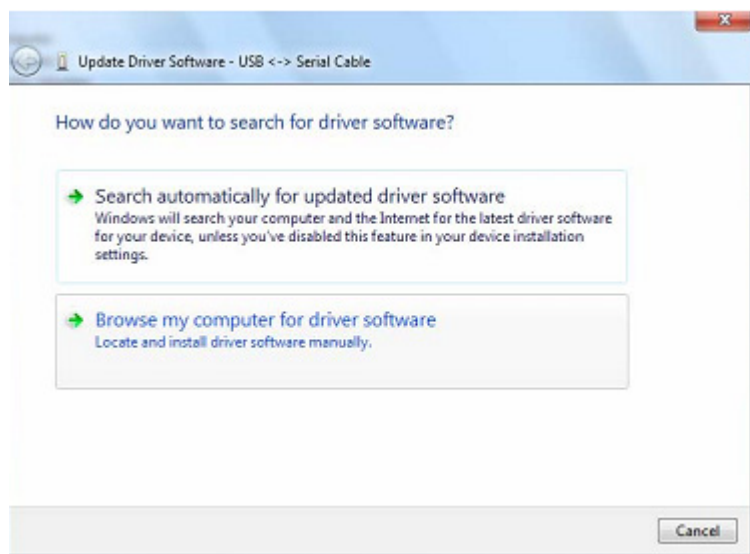 Update Driver Software - USB <-> Serial Cable
How do you want to search for driver software?
Search automatically for updated driver software
Windows will search your computer and the Internet for the latest driver software
for your device, unless you've disabled this feature in your device installation
settings.
Browse my computer for driver software
Locate and install driver software manually.
Cancel